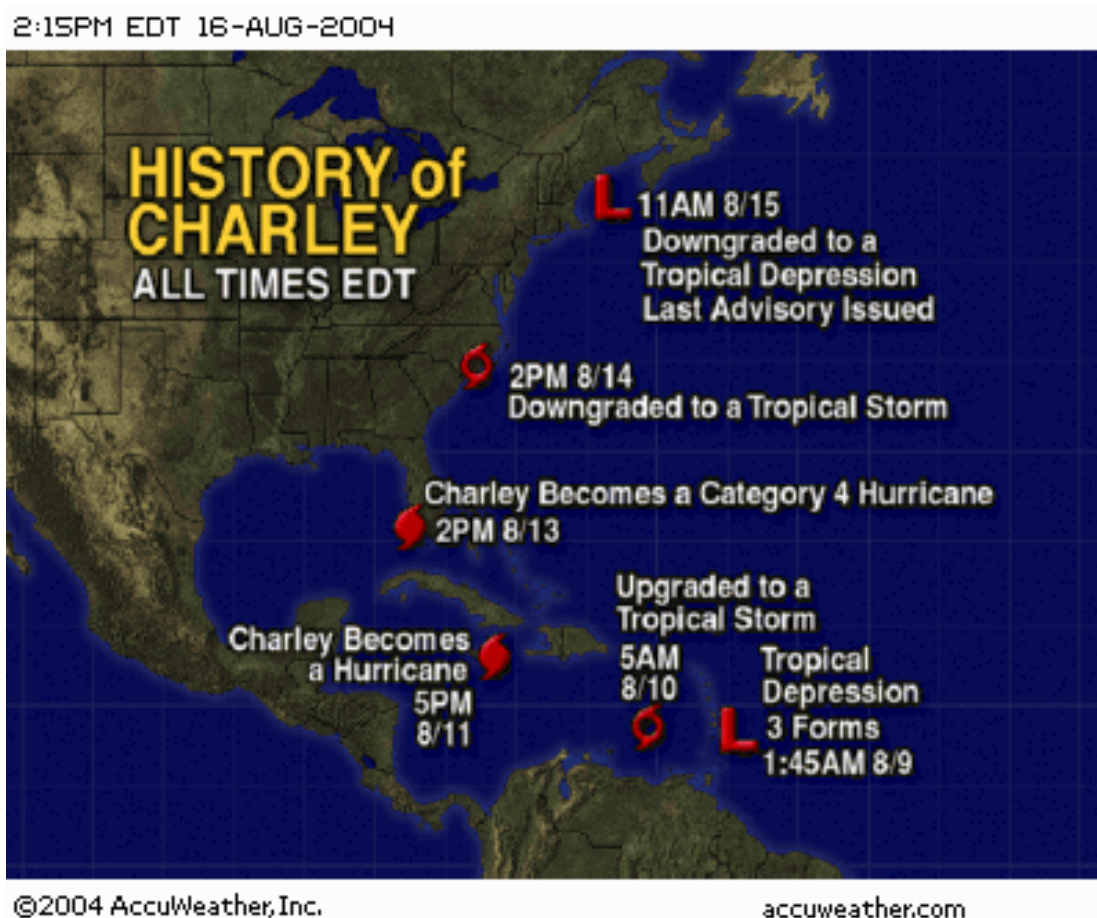 2:15PM EDT 16-AUG-2004
HISTORY of
CHARLEY
ALL TIMES EDT
L 11AM 8/15
Downgraded to a
Tropical Depression
Last Advisory Issued
2PM 8/14
Downgraded to a Tropical Storm
Charley Becomes a Category 4 Hurricane
2PM 8/13
Upgraded to a
Tropical Storm
5AM
8/10
Charley Becomes
a Hurricane
5PM
8/11
Tropical
Depression
L 3 Forms
1:45AM 8/9
©2004 AccuWeather, Inc.
accuweather.com